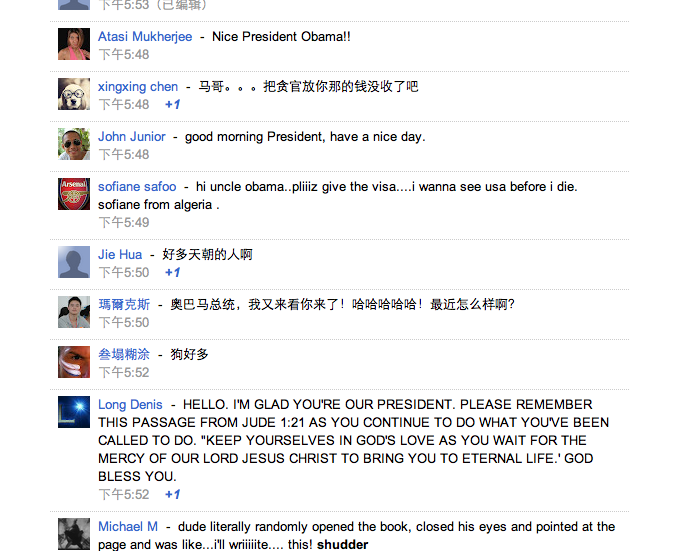 下午5:53（已编辑）
Atasi Mukherjee - Nice President Obama!!
下午5:48
xingxing chen - 马哥。。。把贪官放你那的钱没收了吧
下午5:48 +1
John Junior - good morning President, have a nice day.
下午5:48
Arsenal
sofiane safoo - hi uncle obama..pliiiz give the visa....i wanna see usa before i die.
sofiane from algeria .
下午5:49
Jie Hua - 好多天朝的人啊
下午5:50 +1
瑪爾克斯 - 奥巴马总统，我又来看你来了！哈哈哈哈哈！最近怎么样啊？
下午5:50
叁塌糊涂 - 狗好多
下午5:52
Long Denis - HELLO. I'M GLAD YOU'RE OUR PRESIDENT. PLEASE REMEMBER
THIS PASSAGE FROM JUDE 1:21 AS YOU CONTINUE TO DO WHAT YOU'VE BEEN
CALLED TO DO. "KEEP YOURSELVES IN GOD'S LOVE AS YOU WAIT FOR THE
MERCY OF OUR LORD JESUS CHRIST TO BRING YOU TO ETERNAL LIFE.' GOD
BLESS YOU.
下午5:52 +1
Michael M - dude literally randomly opened the book, closed his eyes and pointed at the
page and was like...i'll wriiiiite.... this! shudder